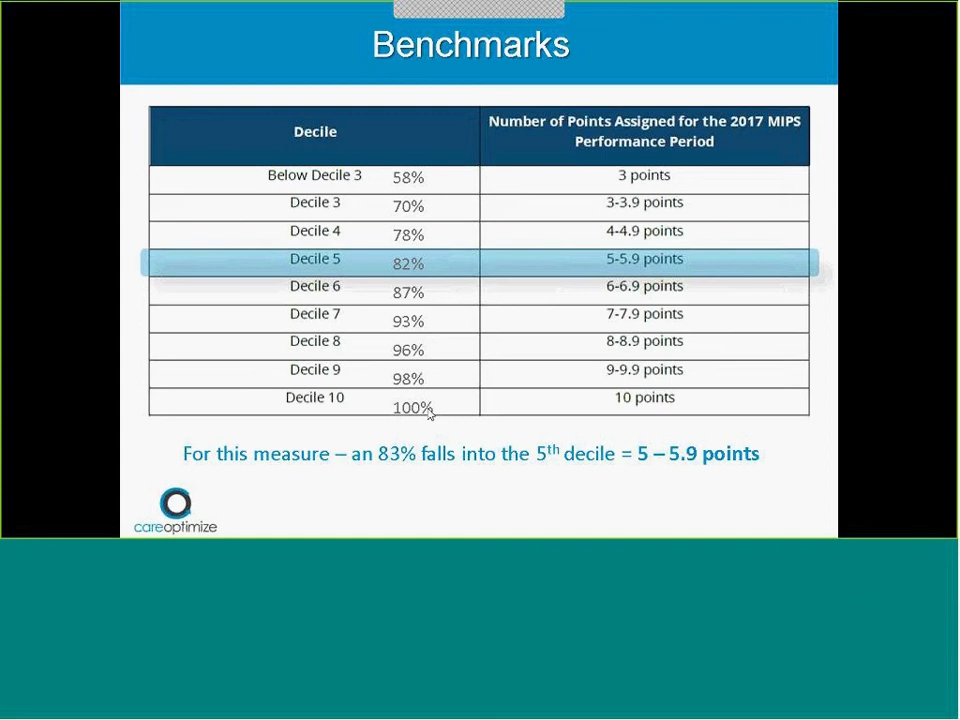 Benchmarks
Decile
Number of Points Assigned for the 2017 MIPS
Performance Period
Below Decile 3 58% 3 points
Decile 3 70% 3-3.9 points
Decile 4 78% 4-4.9 points
Decile 5 82% 5-5.9 points
Decile 6 87% 6-6.9 points
Decile 7 93% 7-7.9 points
Decile 8 96% 8-8.9 points
Decile 9 98% 9-9.9 points
Decile 10 100% 10 points
For this measure – an 83% falls into the 5th decile = 5 – 5.9 points
careoptimize